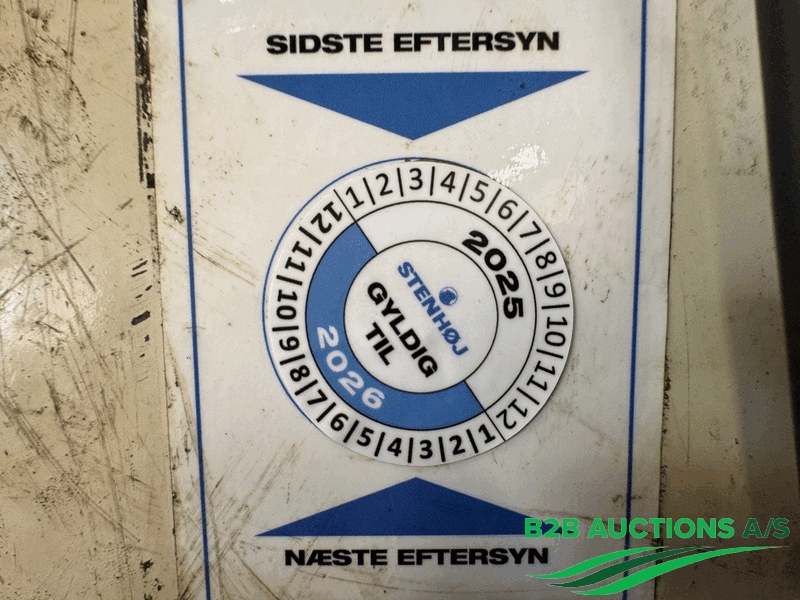 SIDSTE EFTERSYN
1|2|3|4|5|6|7|8|9|10|11|12
2025
STENHØJ
GYLDIG
TIL
2026
1|2|3|4|5|6|7|8|9|10|11|12
NÆSTE EFTERSYN
B2B AUCTIONS A/S